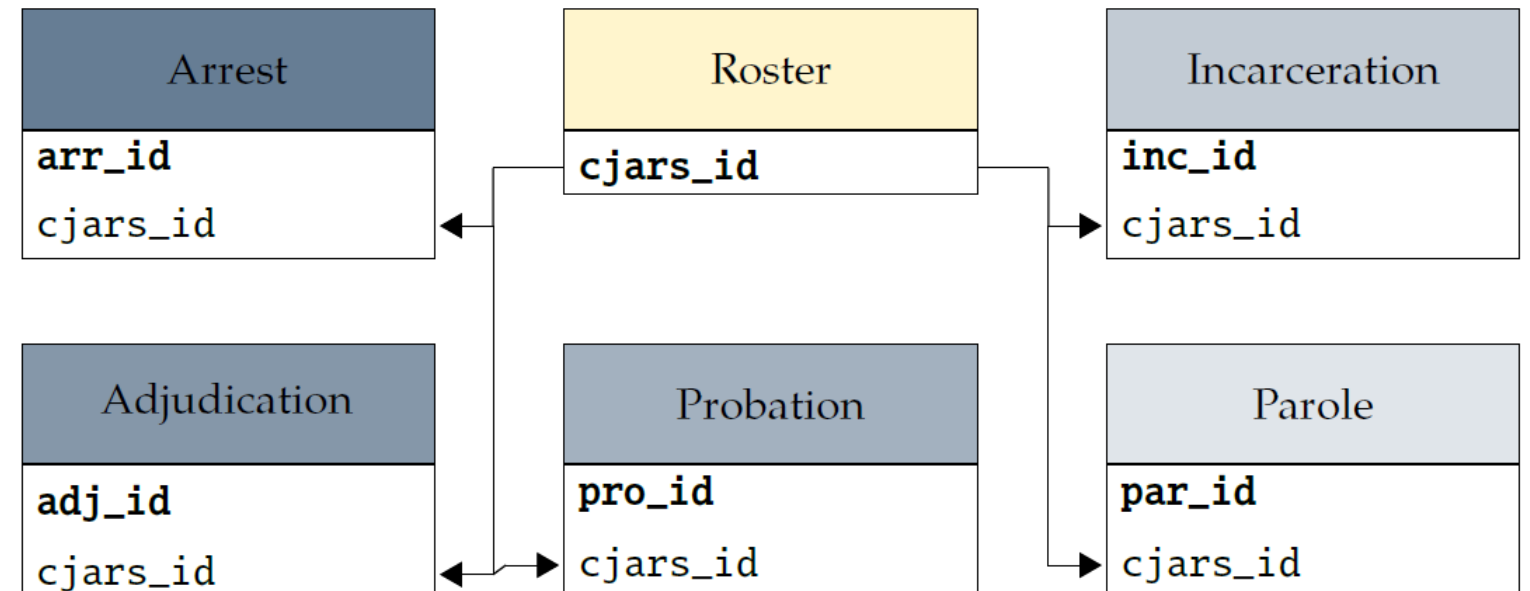 Arrest
arr_id
cjars_id
Roster
cjars_id
Incarceration
inc_id
cjars_id
Adjudication
adj_id
cjars_id
Probation
pro_id
cjars_id
Parole
par_id
cjars_id